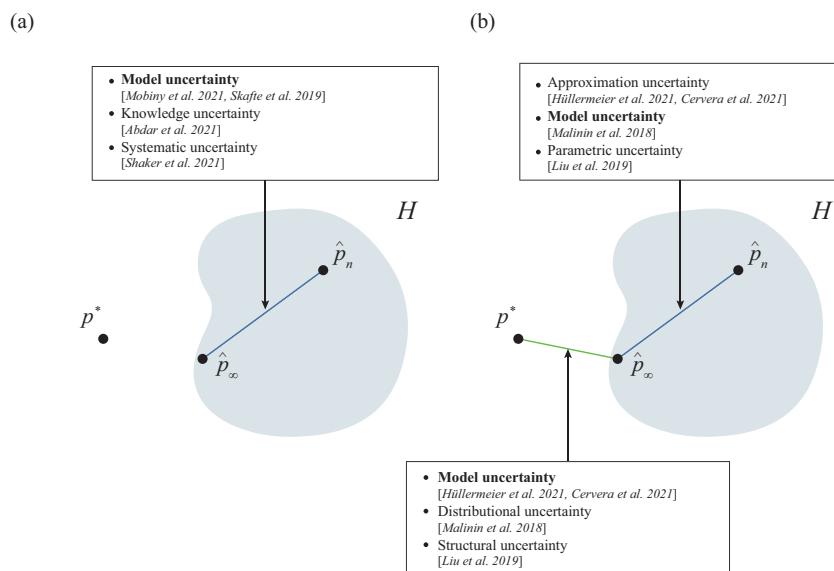 (a)
• Model uncertainty
[Mobiny et al. 2021, Skafte et al. 2019]
• Knowledge uncertainty
[Abdar et al. 2021]
• Systematic uncertainty
[Shaker et al. 2021]
H
p̂ₙ
p*
p̂∞
(b)
• Approximation uncertainty
[Hüllermeier et al. 2021, Cervera et al. 2021]
• Model uncertainty
[Malinin et al. 2018]
• Parametric uncertainty
[Liu et al. 2019]
H
p̂ₙ
p*
p̂∞
• Model uncertainty
[Hüllermeier et al. 2021, Cervera et al. 2021]
• Distributional uncertainty
[Malinin et al. 2018]
• Structural uncertainty
[Liu et al. 2019]